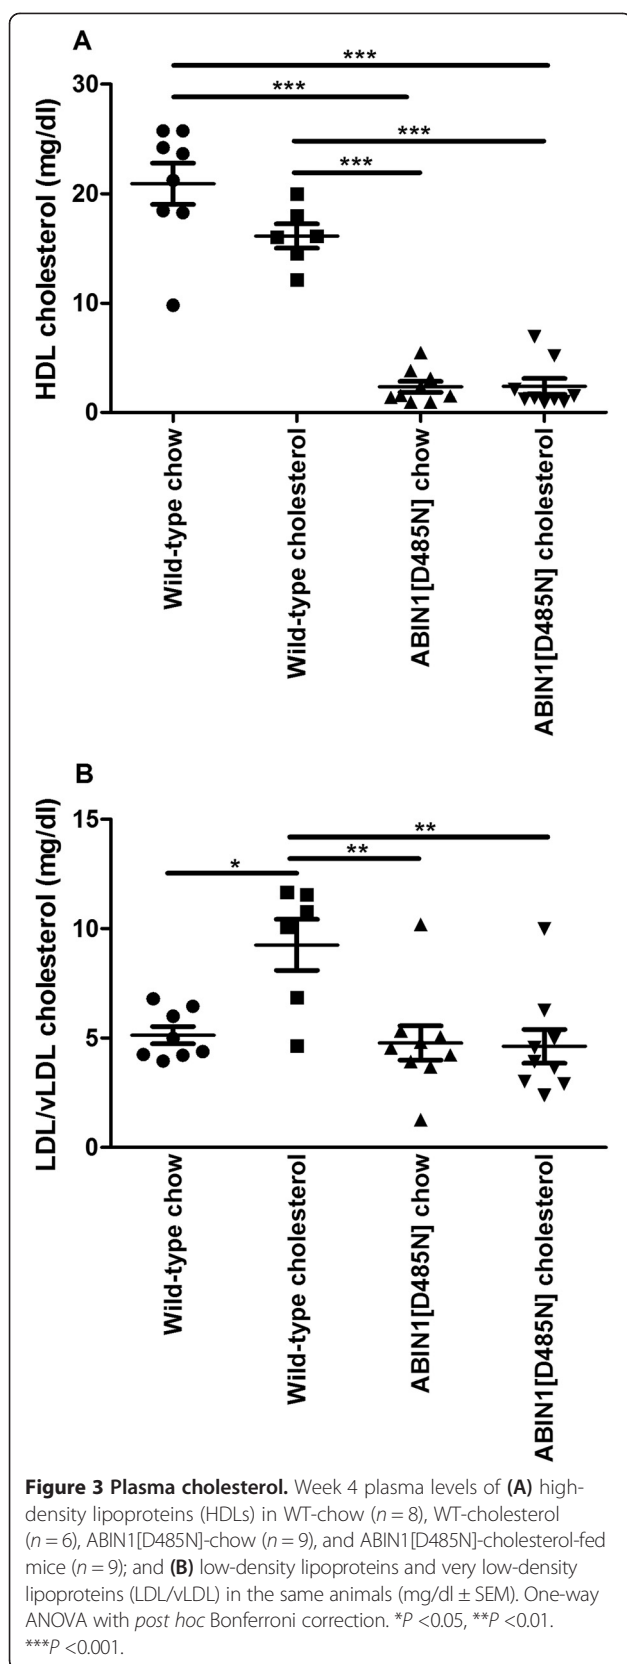 A
***
***
***
***
30
20
10
0
HDL cholesterol (mg/dl)
Wild-type chow
Wild-type cholesterol
ABIN1[D485N] chow
ABIN1[D485N] cholesterol
B
**
**
*
15
10
5
0
LDL/vLDL cholesterol (mg/dl)
Wild-type chow
Wild-type cholesterol
ABIN1[D485N] chow
ABIN1[D485N] cholesterol
Figure 3 Plasma cholesterol. Week 4 plasma levels of (A) high-
density lipoproteins (HDLs) in WT-chow (n = 8), WT-cholesterol
(n = 6), ABIN1[D485N]-chow (n = 9), and ABIN1[D485N]-cholesterol-fed
mice (n = 9); and (B) low-density lipoproteins and very low-density
lipoproteins (LDL/vLDL) in the same animals (mg/dl ± SEM). One-way
ANOVA with post hoc Bonferroni correction. *P <0.05, **P <0.01.
***P <0.001.